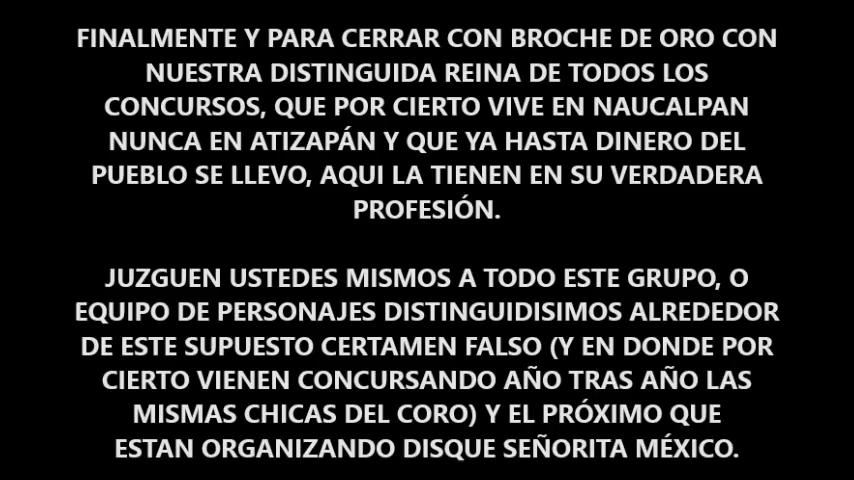 FINALMENTE Y PARA CERRAR CON BROCHE DE ORO CON
NUESTRA DISTINGUIDA REINA DE TODOS LOS
CONCURSOS, QUE POR CIERTO VIVE EN NAUCALPAN
NUNCA EN ATIZAPÁN Y QUE YA HASTA DINERO DEL
PUEBLO SE LLEVO, AQUI LA TIENEN EN SU VERDADERA
PROFESIÓN.
JUZGUEN USTEDES MISMOS A TODO ESTE GRUPO, O
EQUIPO DE PERSONAJES DISTINGUIDISIMOS ALREDEDOR
DE ESTE SUPUESTO CERTAMEN FALSO (Y EN DONDE POR
CIERTO VIENEN CONCURSANDO AÑO TRAS AÑO LAS
MISMAS CHICAS DEL CORO) Y EL PRÓXIMO QUE
ESTAN ORGANIZANDO DISQUE SEÑORITA MÉXICO.